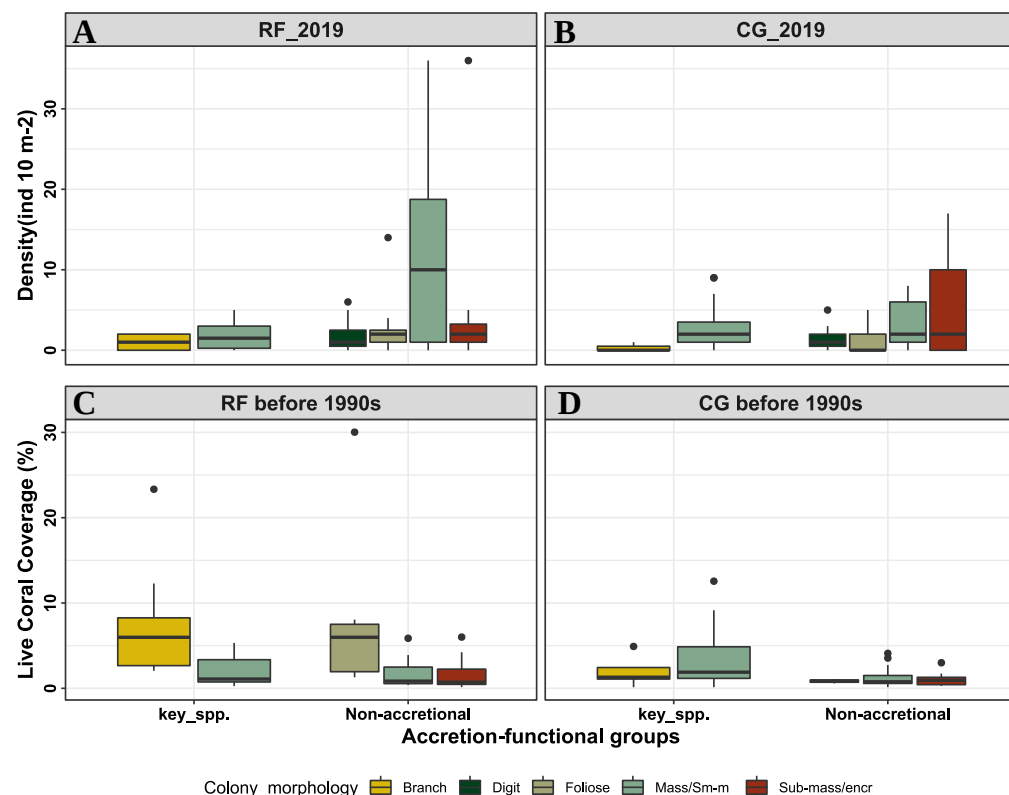 A RF_2019
B CG_2019
Density(ind 10 m-2)
30
20
10
0
C RF before 1990s
D CG before 1990s
Live Coral Coverage (%)
30
20
10
0
key_spp. Non-accretional
key_spp. Non-accretional
Accretion-functional groups
Colony_morphology Branch Digit Foliose Mass/Sm-m Sub-mass/encr